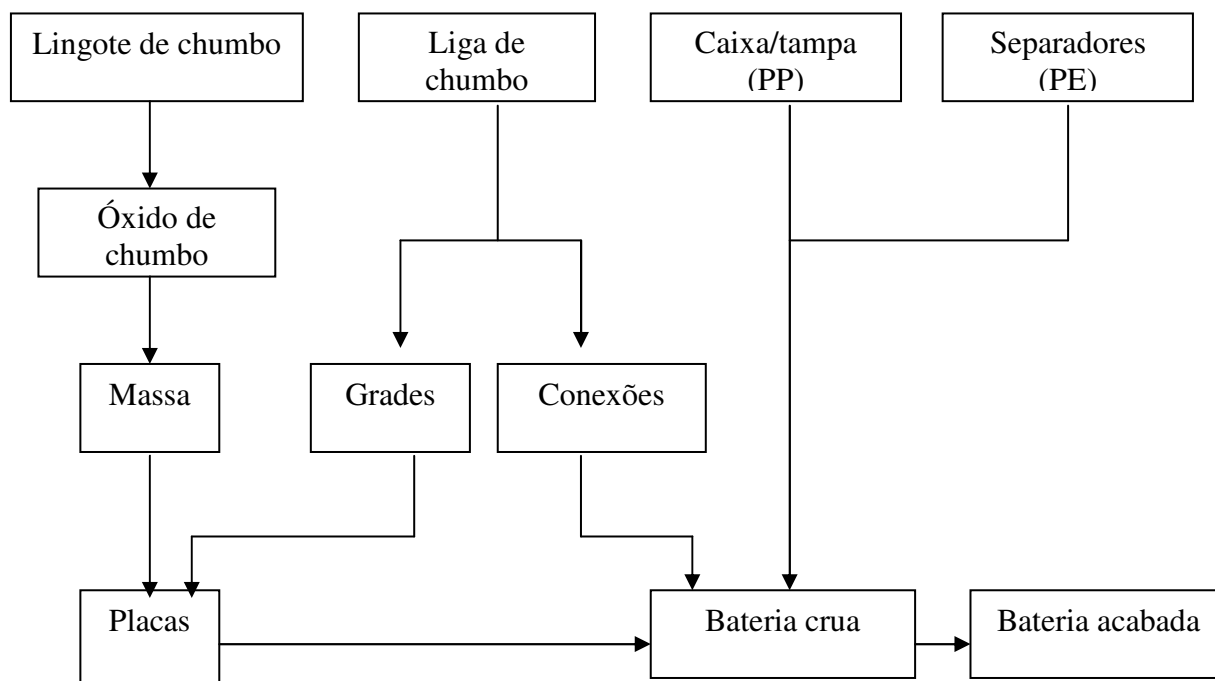 Lingote de chumbo
Liga de
chumbo
Caixa/tampa
(PP)
Separadores
(PE)
Óxido de
chumbo
Massa
Grades
Conexões
Placas
Bateria crua
Bateria acabada